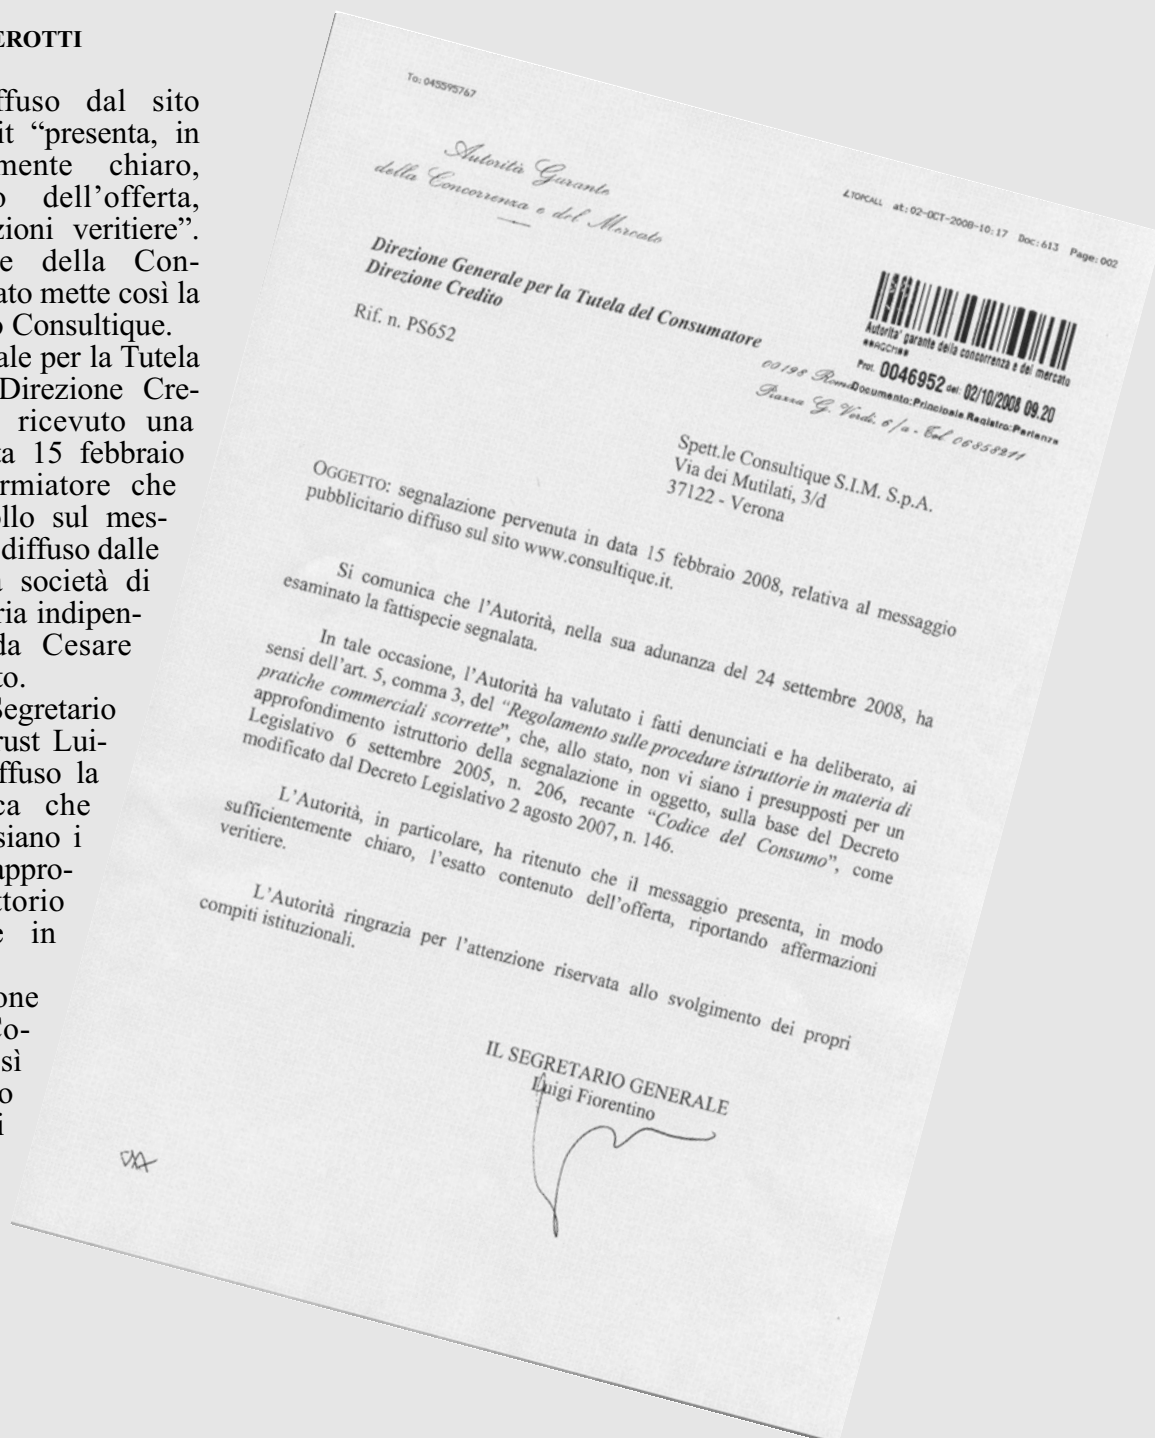 EROTTI
ffuso dal sito
it “presenta, in
mente chiaro,
o dell’offerta,
zioni veritiere”.
e della Con-
ato mette così la
o Consultique.
ale per la Tutela
Direzione Cre-
ricevuto una
ta 15 febbraio
rmiatore che
llo sul mes-
diffuso dalle
a società di
ria indipen-
da Cesare
to.
Segretario
rust Lui-
ffuso la
ca che
siano i
appro-
ttorio
e in
one
Co-
sì
o
i
To: 045595767
&TOPCALL at:02-OCT-2008-10:17 Doc:613 Page:002
Autorità Garante
della Concorrenza e del Mercato
Direzione Generale per la Tutela del Consumatore
Direzione Credito
Rif. n. PS652
Autorita' garante della concorrenza e del mercato
**AGCM**
Prot. 0046952 del: 02/10/2008 09.20
Documento:Principale Registro:Partenza
00198 Roma
Piazza G. Verdi, 6/a - Tel 06858211
Spett.le Consultique S.I.M. S.p.A.
Via dei Mutilati, 3/d
37122 - Verona
OGGETTO: segnalazione pervenuta in data 15 febbraio 2008, relativa al messaggio
pubblicitario diffuso sul sito www.consultique.it.
Si comunica che l’Autorità, nella sua adunanza del 24 settembre 2008, ha
esaminato la fattispecie segnalata.
In tale occasione, l’Autorità ha valutato i fatti denunciati e ha deliberato, ai
sensi dell’art. 5, comma 3, del “Regolamento sulle procedure istruttorie in materia di
pratiche commerciali scorrette”, che, allo stato, non vi siano i presupposti per un
approfondimento istruttorio della segnalazione in oggetto, sulla base del Decreto
Legislativo 6 settembre 2005, n. 206, recante “Codice del Consumo”, come
modificato dal Decreto Legislativo 2 agosto 2007, n. 146.
L’Autorità, in particolare, ha ritenuto che il messaggio presenta, in modo
sufficientemente chiaro, l’esatto contenuto dell’offerta, riportando affermazioni
veritiere.
L’Autorità ringrazia per l’attenzione riservata allo svolgimento dei propri
compiti istituzionali.
IL SEGRETARIO GENERALE
Luigi Fiorentino